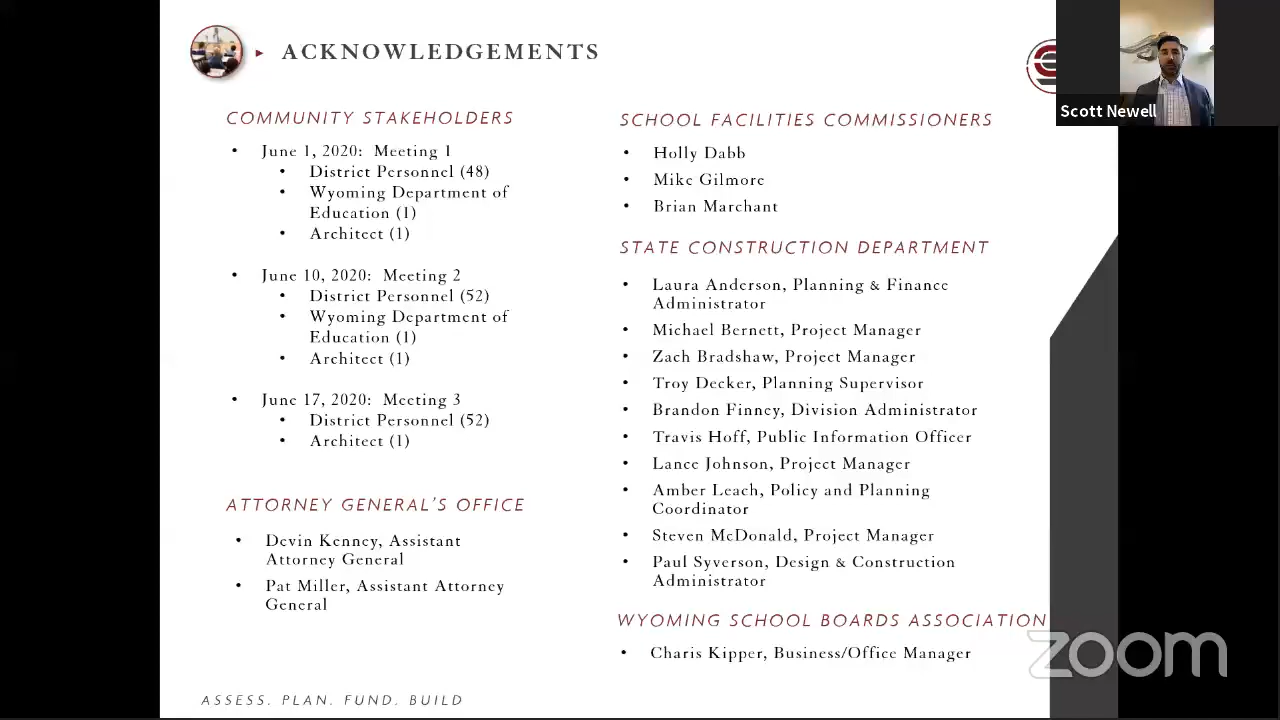 ACKNOWLEDGEMENTS
COMMUNITY STAKEHOLDERS
• June 1, 2020: Meeting 1
• District Personnel (48)
• Wyoming Department of
Education (1)
• Architect (1)
• June 10, 2020: Meeting 2
• District Personnel (52)
• Wyoming Department of
Education (1)
• Architect (1)
• June 17, 2020: Meeting 3
• District Personnel (52)
• Architect (1)
ATTORNEY GENERAL'S OFFICE
• Devin Kenney, Assistant
Attorney General
• Pat Miller, Assistant Attorney
General
SCHOOL FACILITIES COMMISSIONERS
• Holly Dabb
• Mike Gilmore
• Brian Marchant
STATE CONSTRUCTION DEPARTMENT
• Laura Anderson, Planning & Finance
Administrator
• Michael Bernett, Project Manager
• Zach Bradshaw, Project Manager
• Troy Decker, Planning Supervisor
• Brandon Finney, Division Administrator
• Travis Hoff, Public Information Officer
• Lance Johnson, Project Manager
• Amber Leach, Policy and Planning
Coordinator
• Steven McDonald, Project Manager
• Paul Syverson, Design & Construction
Administrator
WYOMING SCHOOL BOARDS ASSOCIATION
• Charis Kipper, Business/Office Manager
ASSESS. PLAN. FUND. BUILD
Scott Newell
zoom